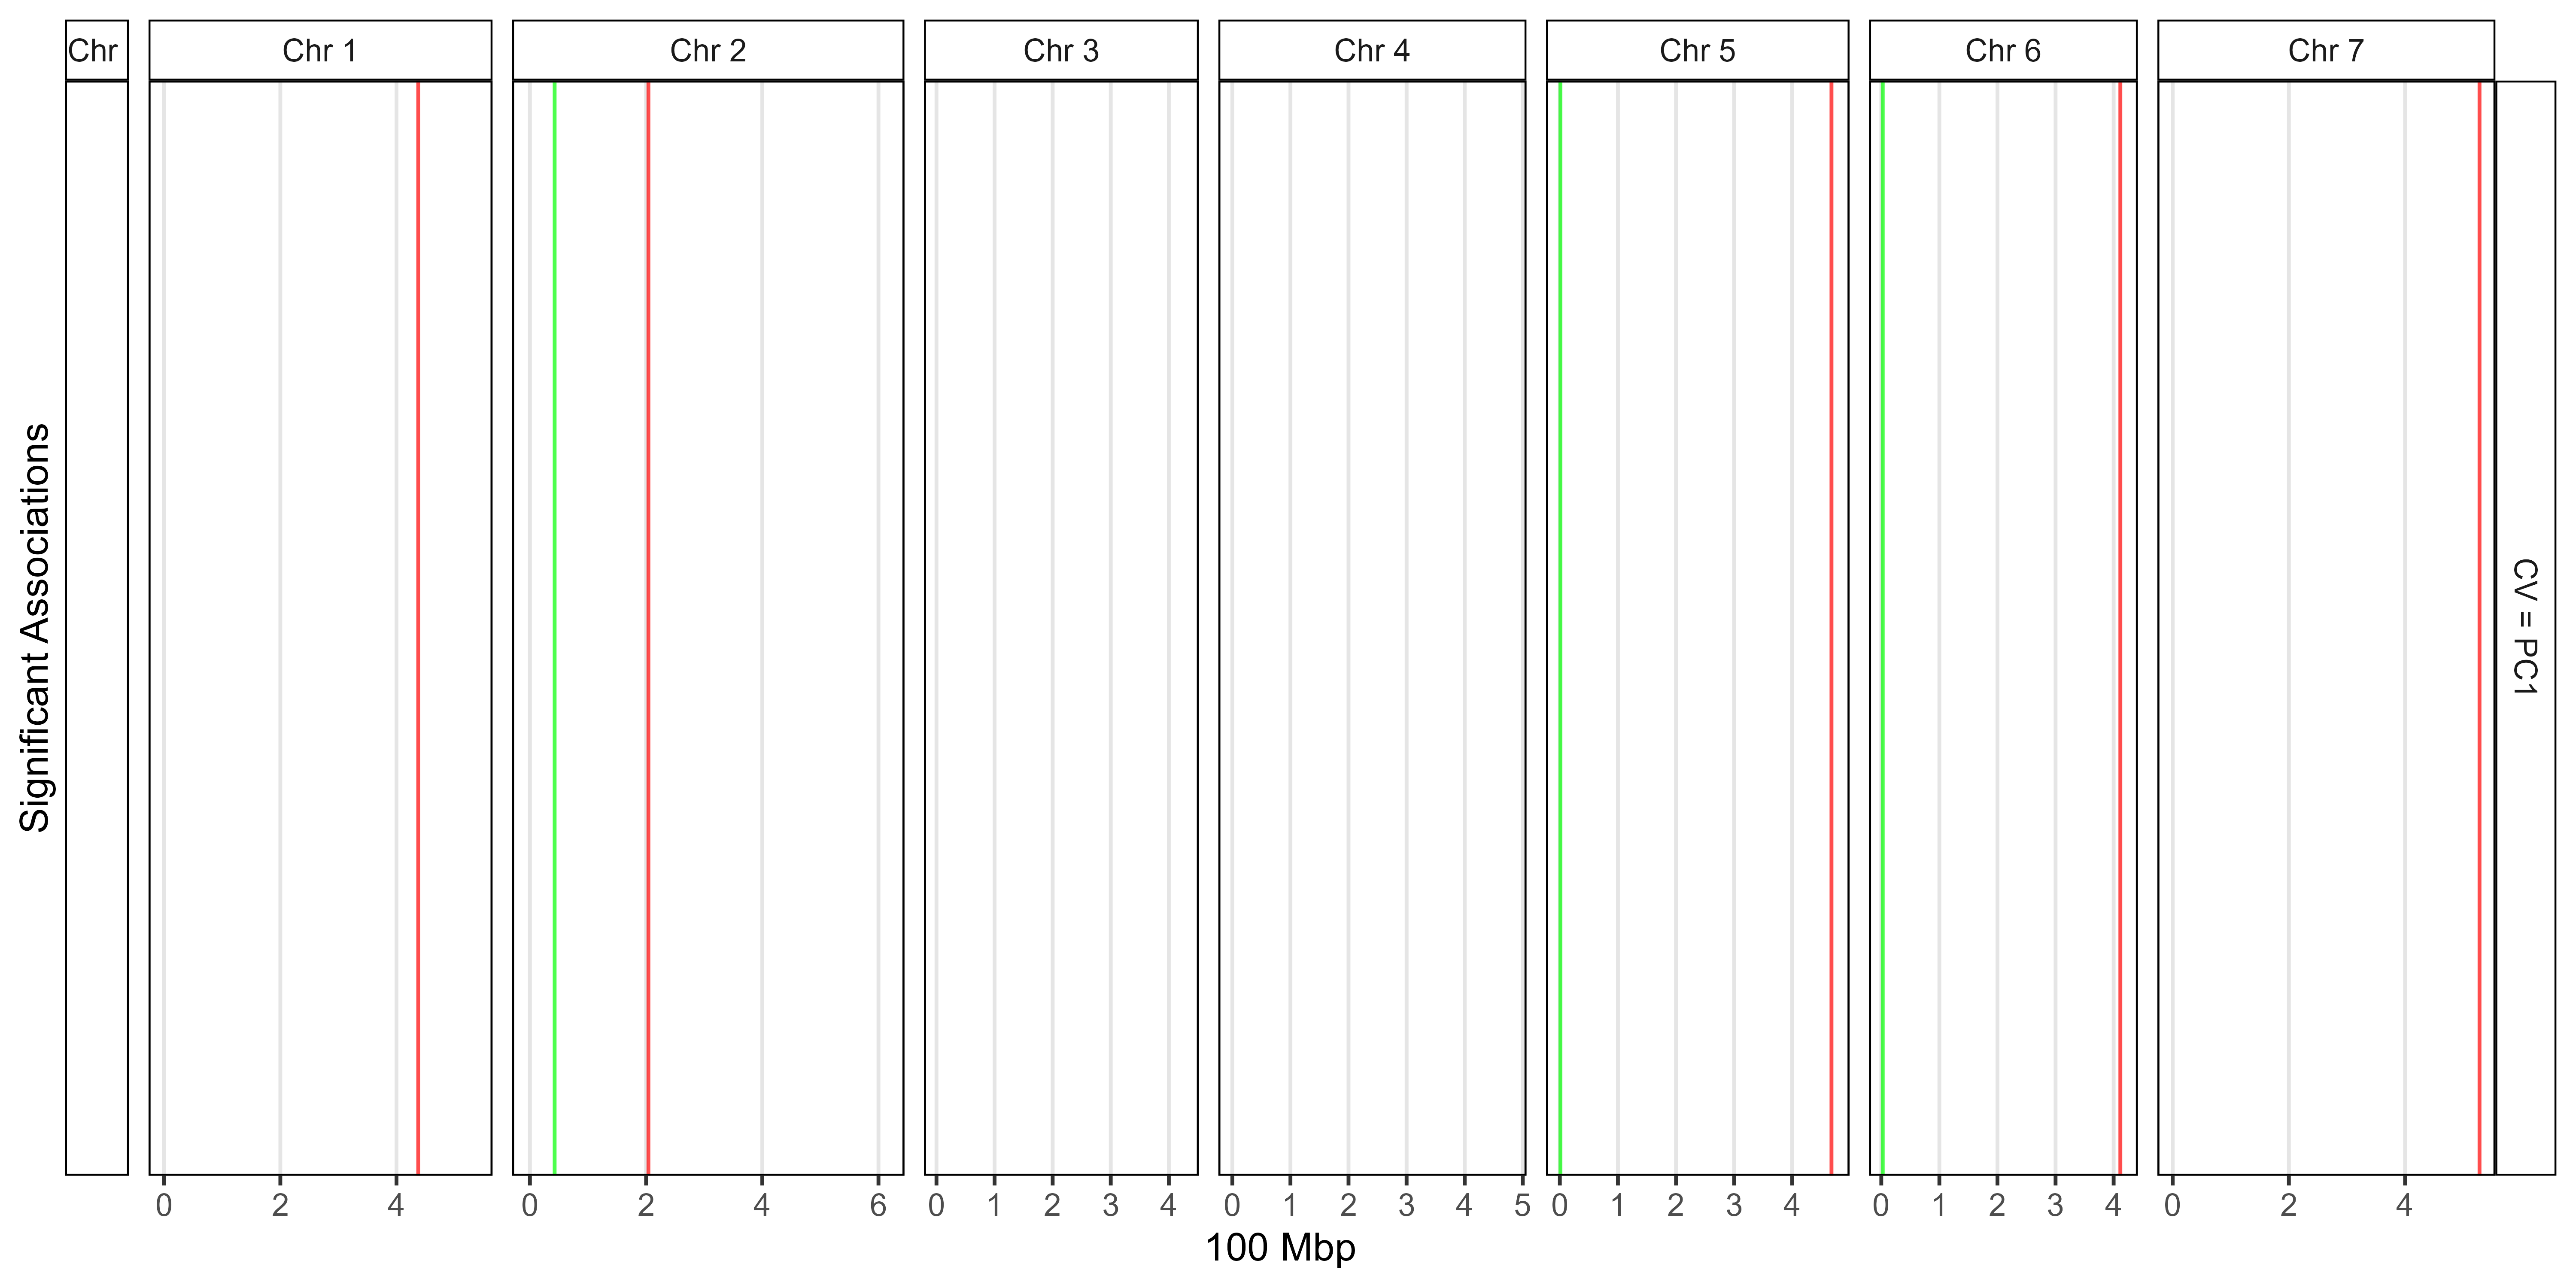 Chr
Chr 1
Chr 2
Chr 3
Chr 4
Chr 5
Chr 6
Chr 7
Significant Associations
CV = PC1
0 2 4
0 2 4 6
0 1 2 3 4
0 1 2 3 4 5
0 1 2 3 4
0 1 2 3 4
0 2 4
100 Mbp